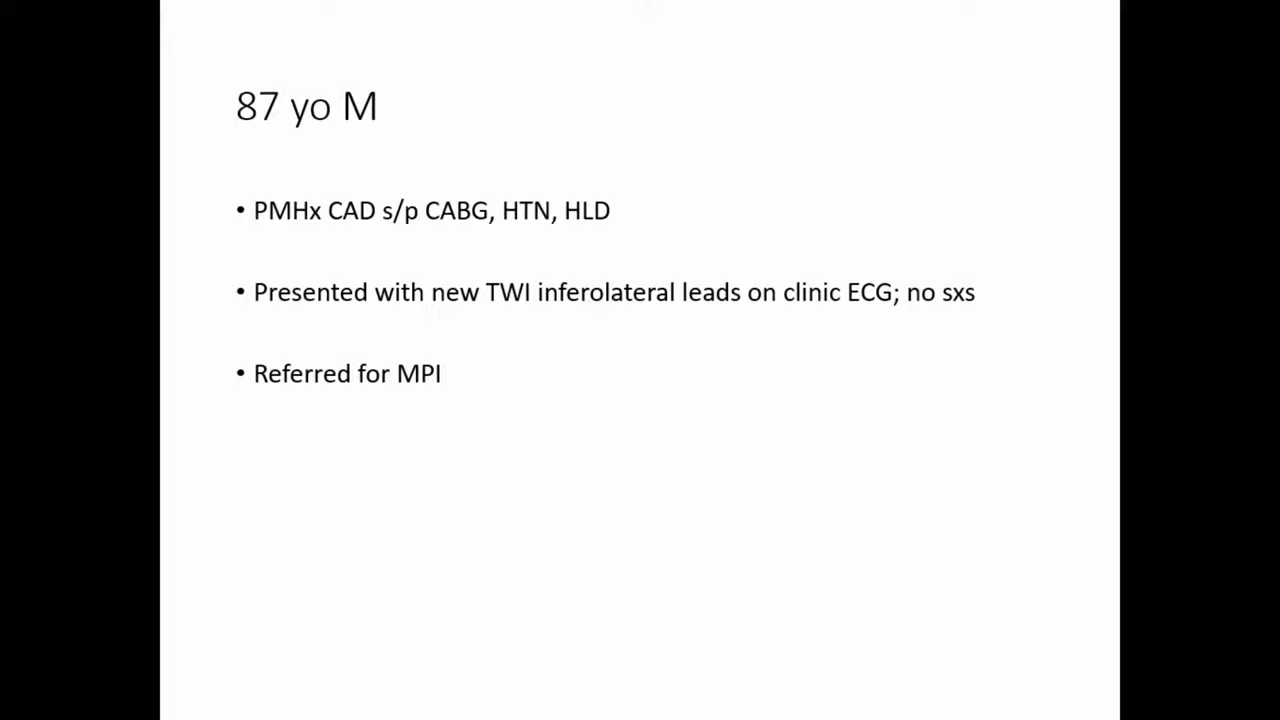 87 yo M
• PMHx CAD s/p CABG, HTN, HLD
• Presented with new TWI inferolateral leads on clinic ECG; no sxs
• Referred for MPI